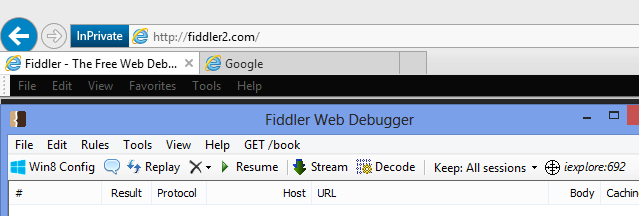 InPrivate http://fiddler2.com/
Fiddler - The Free Web Deb... Google
File Edit View Favorites Tools Help
Fiddler Web Debugger
File Edit Rules Tools View Help GET /book
Win8 Config Replay Resume Stream Decode Keep: All sessions iexplore:692
# Result Protocol Host URL Body Caching